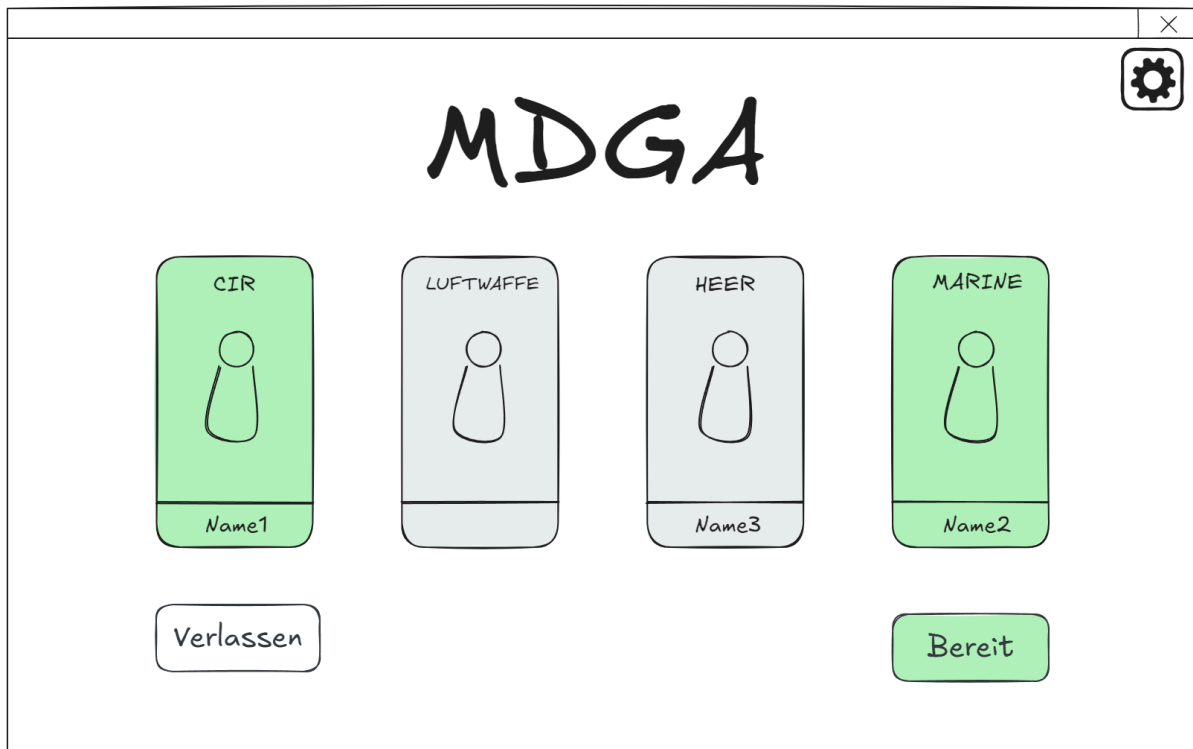 MDGA
CIR
LUFTWAFFE
HEER
MARINE
Name1
Name3
Name2
Verlassen
Bereit